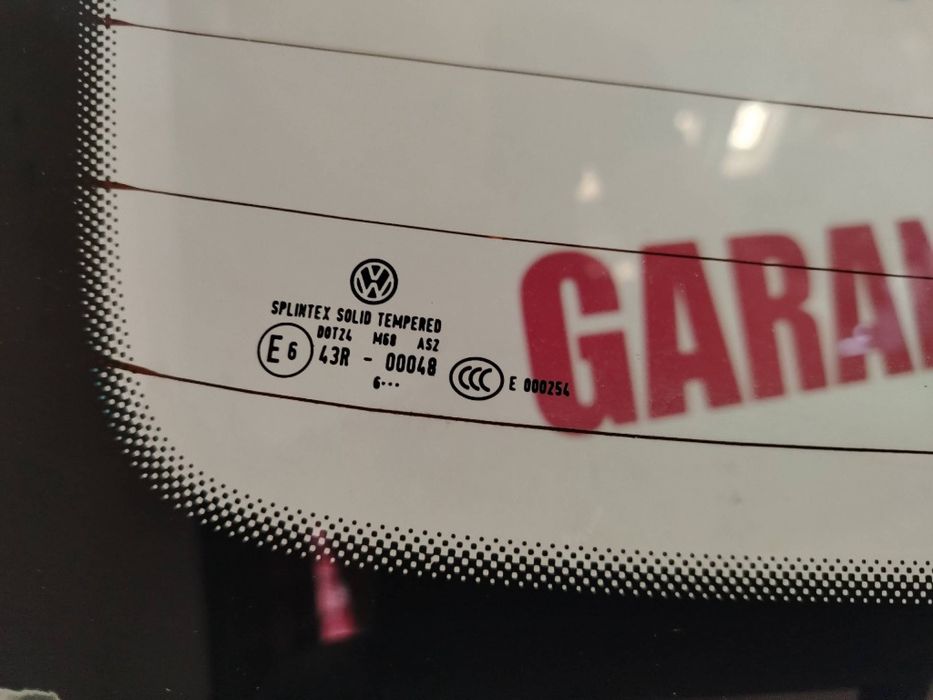 SPLINTEX SOLID TEMPERED
DOT24 M68 AS2
E6 43R - 00048
6•••
CCC E 000254
GARA